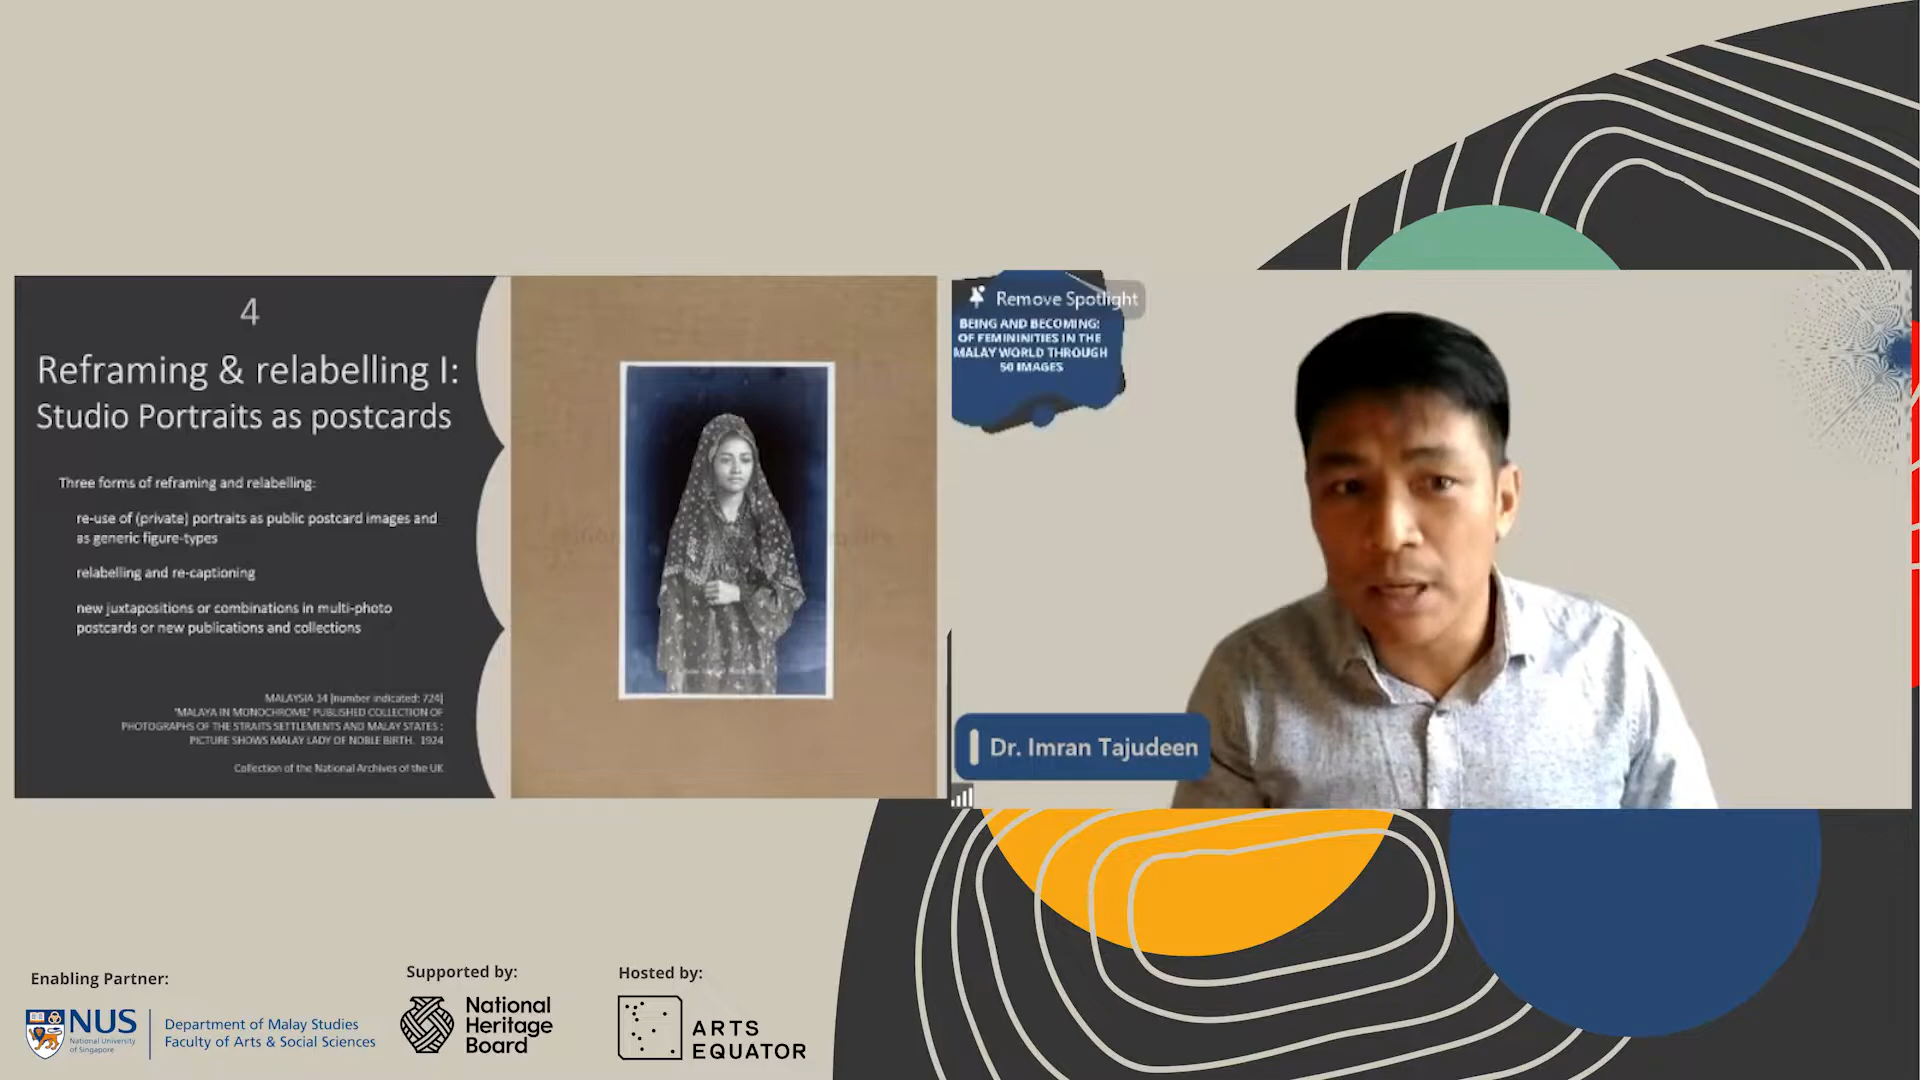 4
Reframing & relabelling I:
Studio Portraits as postcards
Three forms of reframing and relabelling:
re-use of (private) portraits as public postcard images and
as generic figure-types
relabelling and re-captioning
new juxtapositions or combinations in multi-photo
postcards or new publications and collections
MALAYSIA 14 [number indicated: 724]
'MALAYA IN MONOCHROME' PUBLISHED COLLECTION OF
PHOTOGRAPHS OF THE STRAITS SETTLEMENTS AND MALAY STATES :
PICTURE SHOWS MALAY LADY OF NOBLE BIRTH. 1924
Collection of the National Archives of the UK
Remove Spotlight
BEING AND BECOMING:
OF FEMININITIES IN THE
MALAY WORLD THROUGH
50 IMAGES
Dr. Imran Tajudeen
Enabling Partner:
NUS
National University
of Singapore
Department of Malay Studies
Faculty of Arts & Social Sciences
Supported by:
National
Heritage
Board
Hosted by:
ARTS
EQUATOR